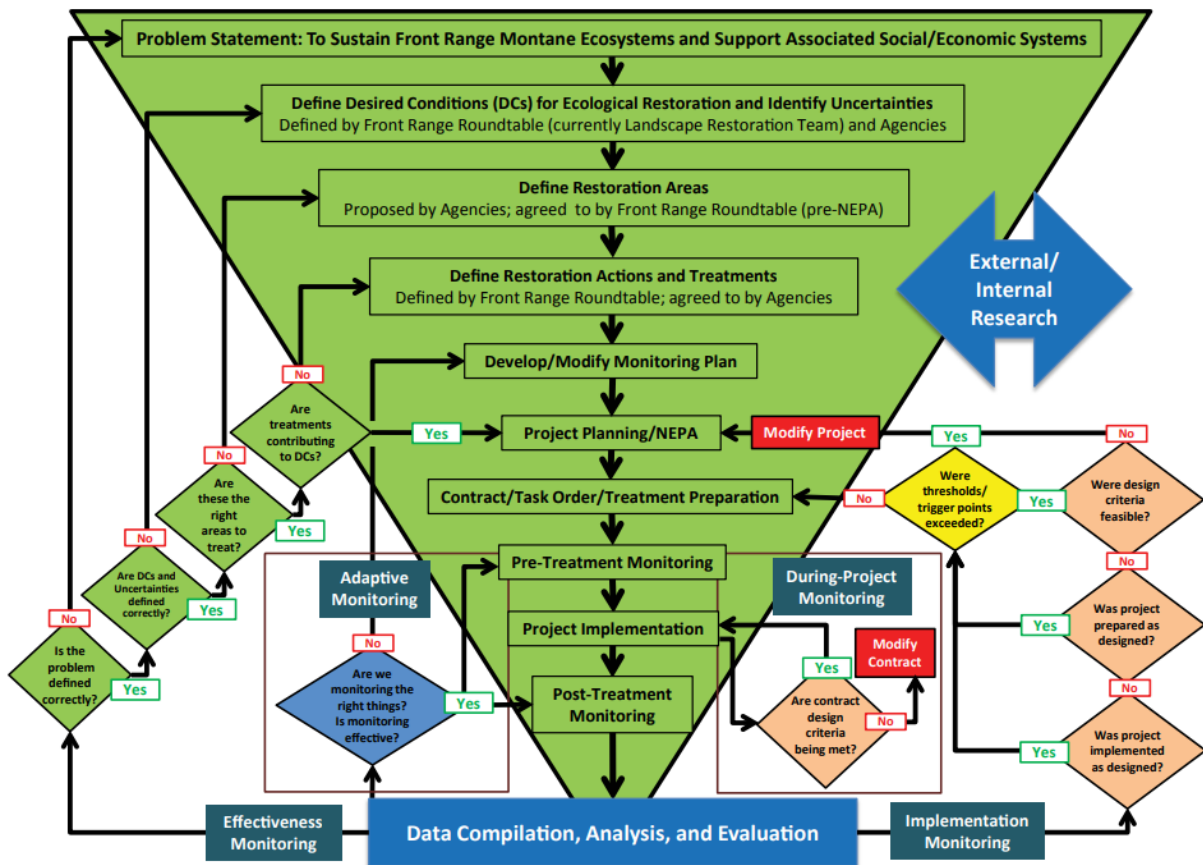 Problem Statement: To Sustain Front Range Montane Ecosystems and Support Associated Social/Economic Systems
Define Desired Conditions (DCs) for Ecological Restoration and Identify Uncertainties
Defined by Front Range Roundtable (currently Landscape Restoration Team) and Agencies
Define Restoration Areas
Proposed by Agencies; agreed to by Front Range Roundtable (pre-NEPA)
Define Restoration Actions and Treatments
Defined by Front Range Roundtable; agreed to by Agencies
External/
Internal
Research
Develop/Modify Monitoring Plan
No
Are
treatments
contributing
to DCs?
Yes
Project Planning/NEPA
Modify Project
Yes
No
No
Are
these the
right
areas to
treat?
Yes
Contract/Task Order/Treatment Preparation
No
Were
thresholds/
trigger points
exceeded?
Yes
Were design
criteria
feasible?
No
Are DCs and
Uncertainties
defined
correctly?
Yes
Adaptive
Monitoring
Pre-Treatment Monitoring
During-Project
Monitoring
No
Was project
prepared as
designed?
Yes
No
Is the
problem
defined
correctly?
Yes
No
Are we
monitoring the
right things?
Is monitoring
effective?
Yes
Project Implementation
Post-Treatment
Monitoring
Yes
Modify
Contract
Are contract
design
criteria
being met?
No
No
Was project
implemented
as designed?
Yes
Effectiveness
Monitoring
Data Compilation, Analysis, and Evaluation
Implementation
Monitoring